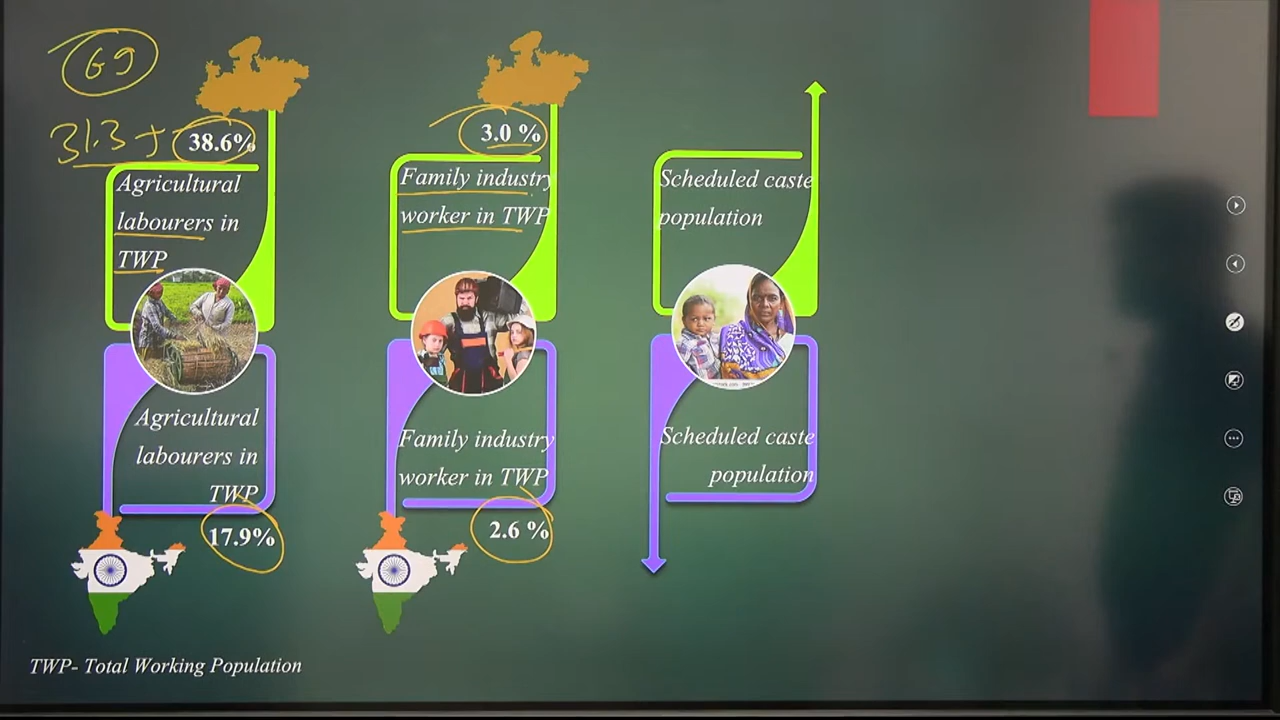 69
31.3 +
38.6%
Agricultural
labourers in
TWP
3.0 %
Family industry
worker in TWP
Scheduled caste
population
Agricultural
labourers in
TWP
17.9%
Family industry
worker in TWP
2.6 %
Scheduled caste
population
TWP- Total Working Population